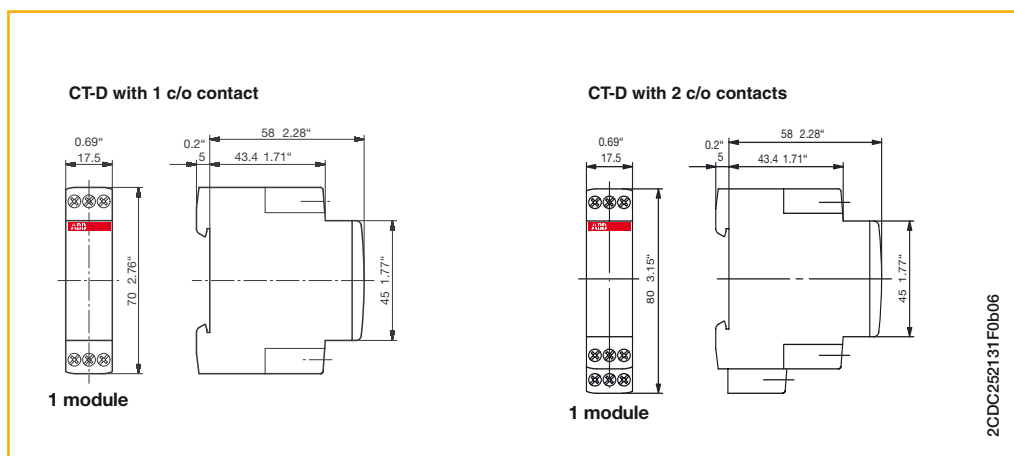 CT-D with 1 c/o contact
0.69“
17.5
0.2“
5
58 2.28“
43.4 1.71“
ABB
70 2.76“
45 1.77“
1 module
CT-D with 2 c/o contacts
0.69“
17.5
0.2“
5
58 2.28“
43.4 1.71“
ABB
80 3.15“
45 1.77“
1 module
2CDC252131F0b06